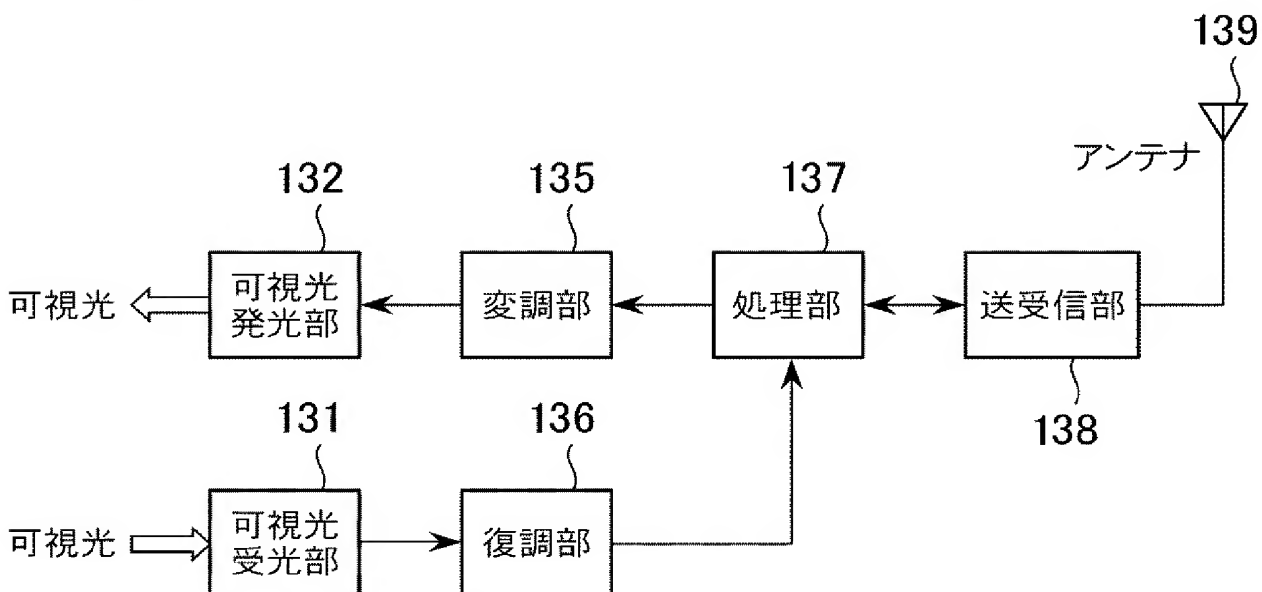 139
アンテナ
132
135
137
可視光
可視光
発光部
変調部
処理部
送受信部
138
131
136
可視光
可視光
受光部
復調部